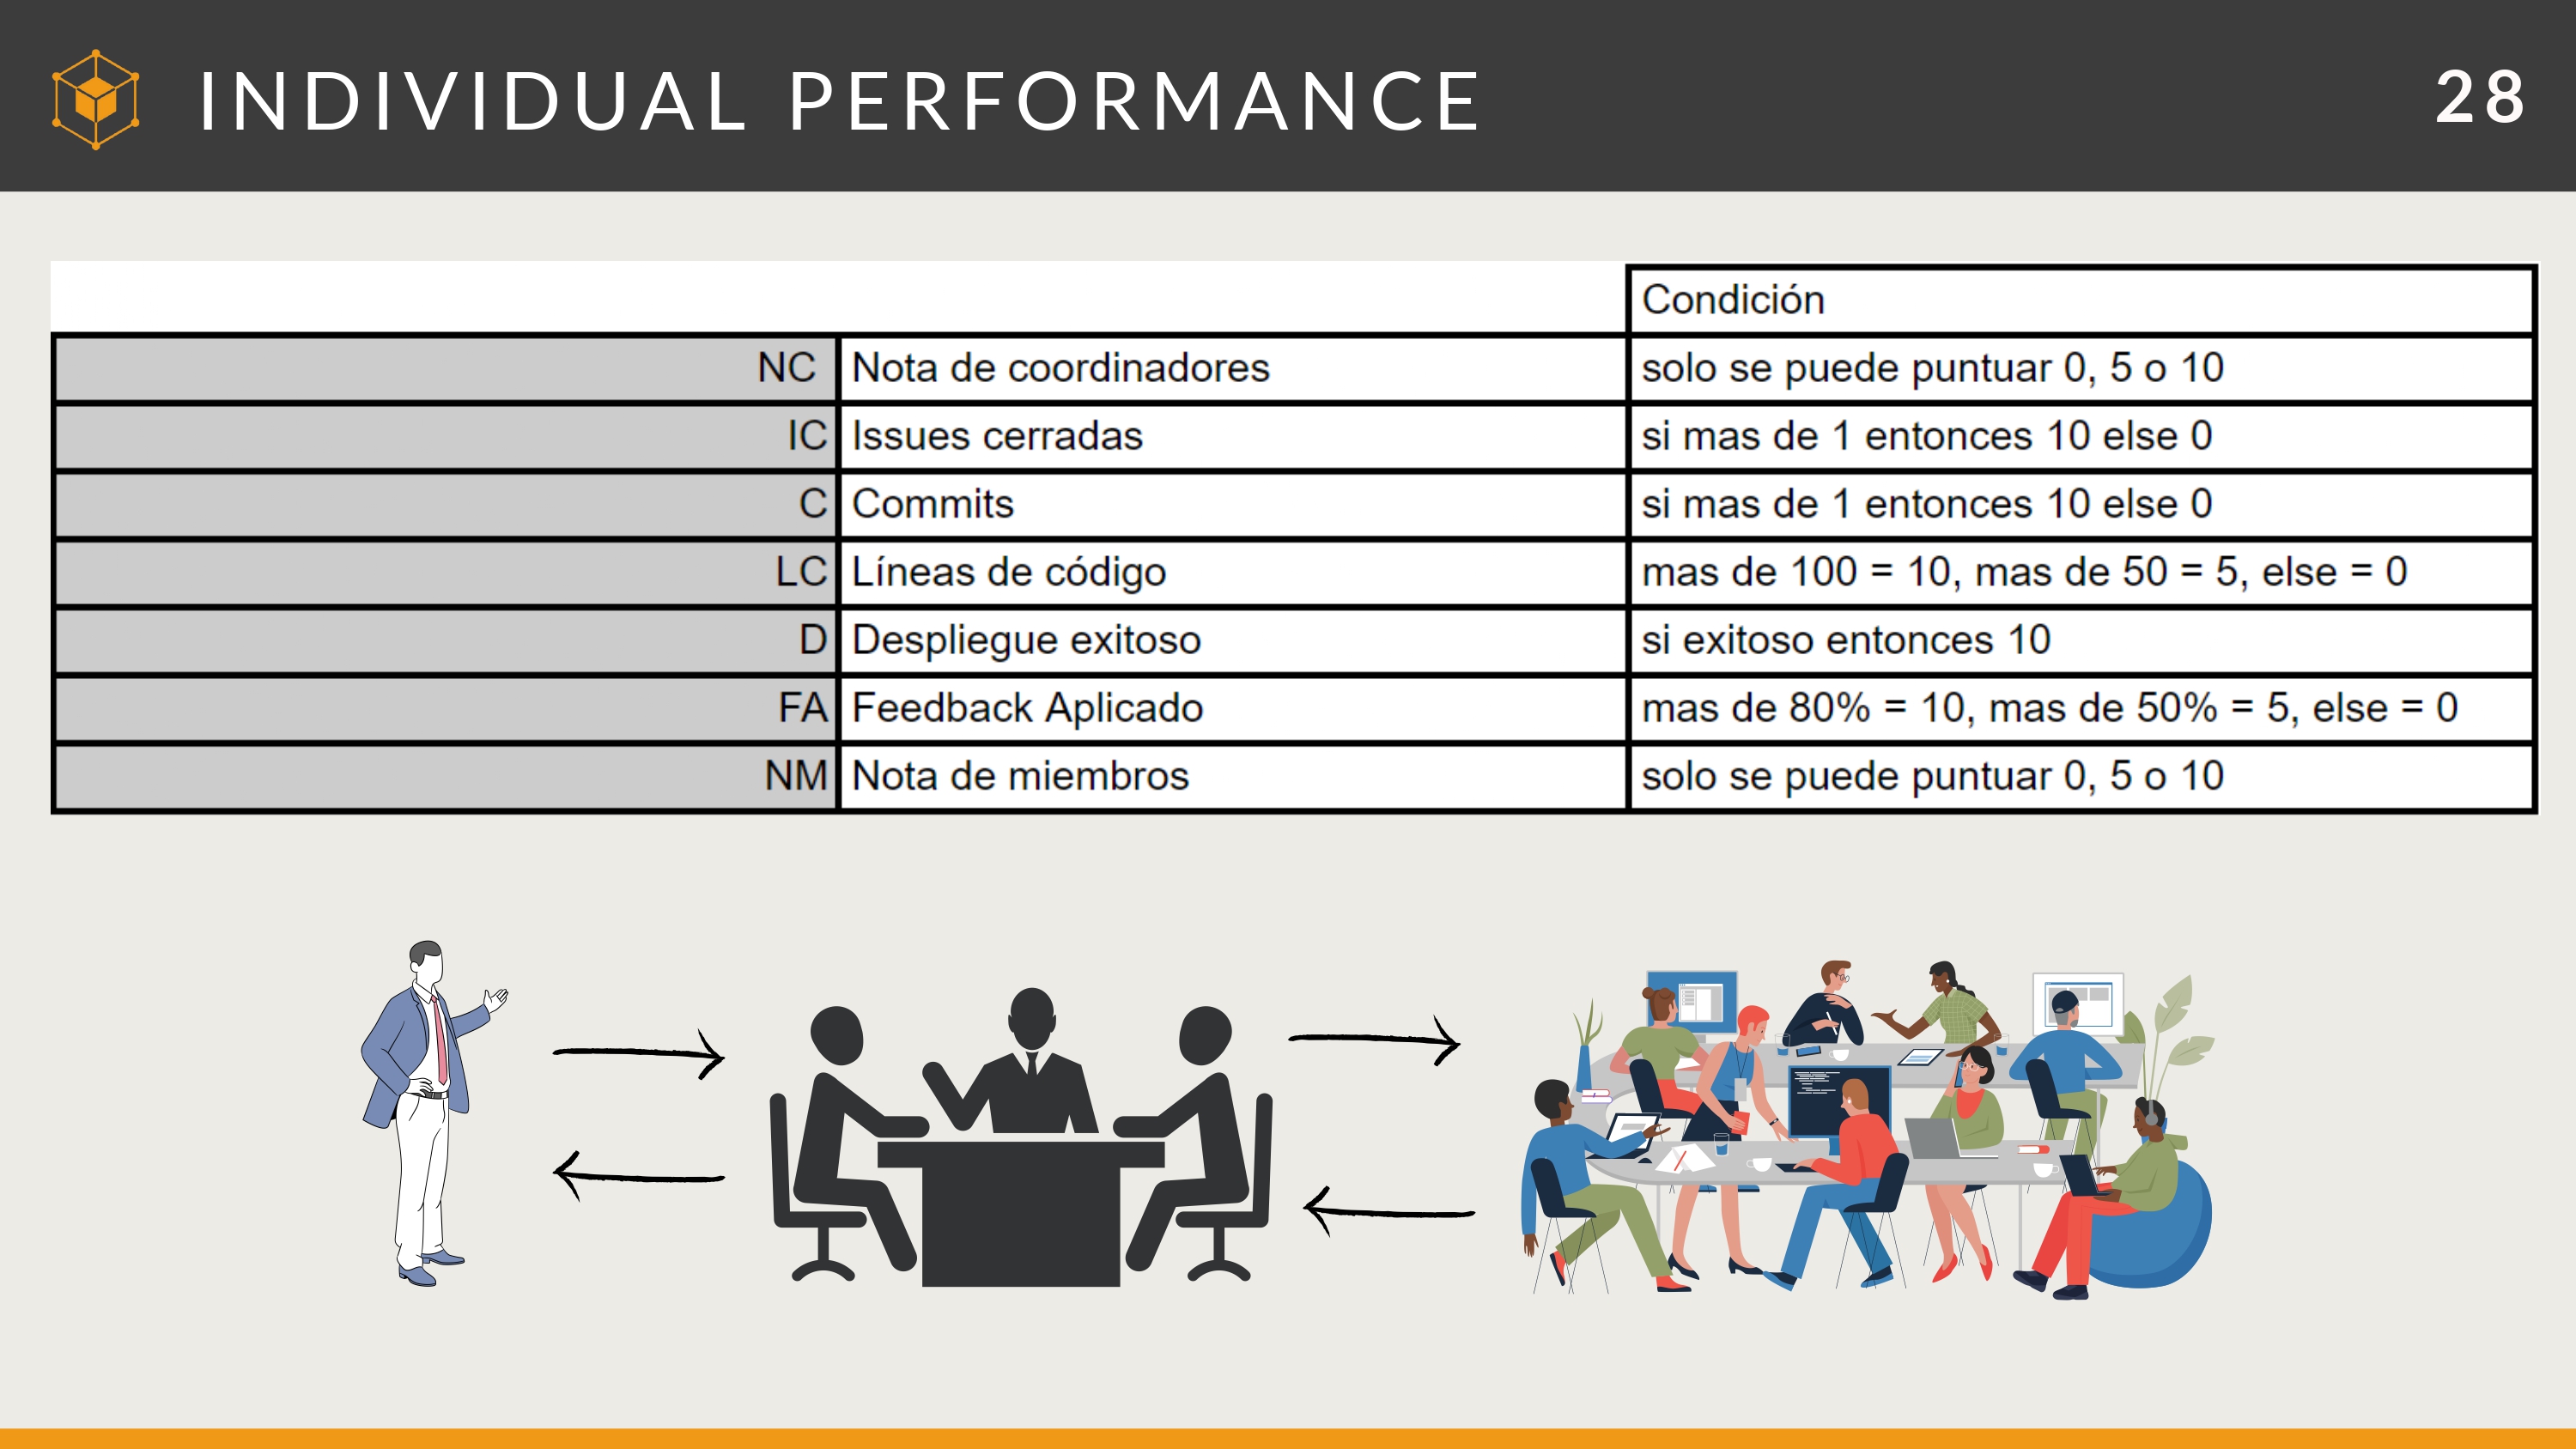 INDIVIDUAL PERFORMANCE
28
Condición
NC Nota de coordinadores solo se puede puntuar 0, 5 o 10
IC Issues cerradas si mas de 1 entonces 10 else 0
C Commits si mas de 1 entonces 10 else 0
LC Líneas de código mas de 100 = 10, mas de 50 = 5, else = 0
D Despliegue exitoso si exitoso entonces 10
FA Feedback Aplicado mas de 80% = 10, mas de 50% = 5, else = 0
NM Nota de miembros solo se puede puntuar 0, 5 o 10